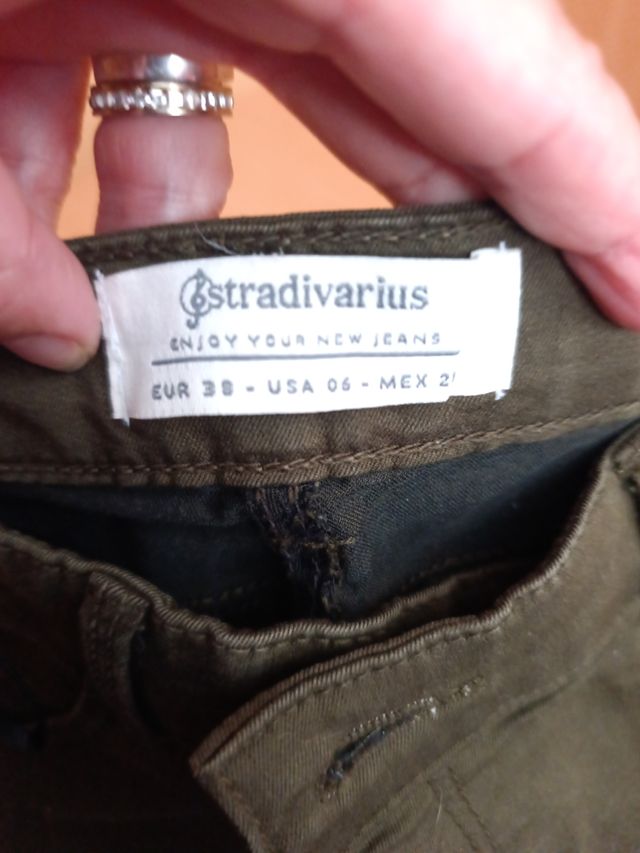 stradivarius
ENJOY YOUR NEW JEANS
EUR 38 - USA 06 - MEX